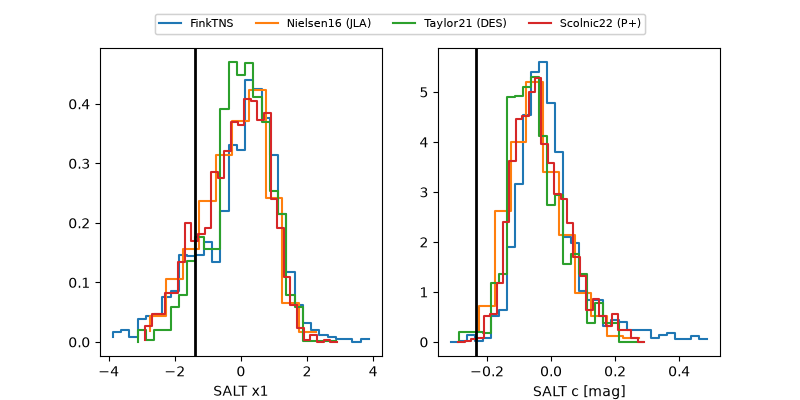 FinkTNS Nielsen16 (JLA) Taylor21 (DES) Scolnic22 (P+)
0.4
0.3
0.2
0.1
0.0
−4 −2 0 2 4
SALT x1
5
4
3
2
1
0
−0.2 0.0 0.2 0.4
SALT c [mag]